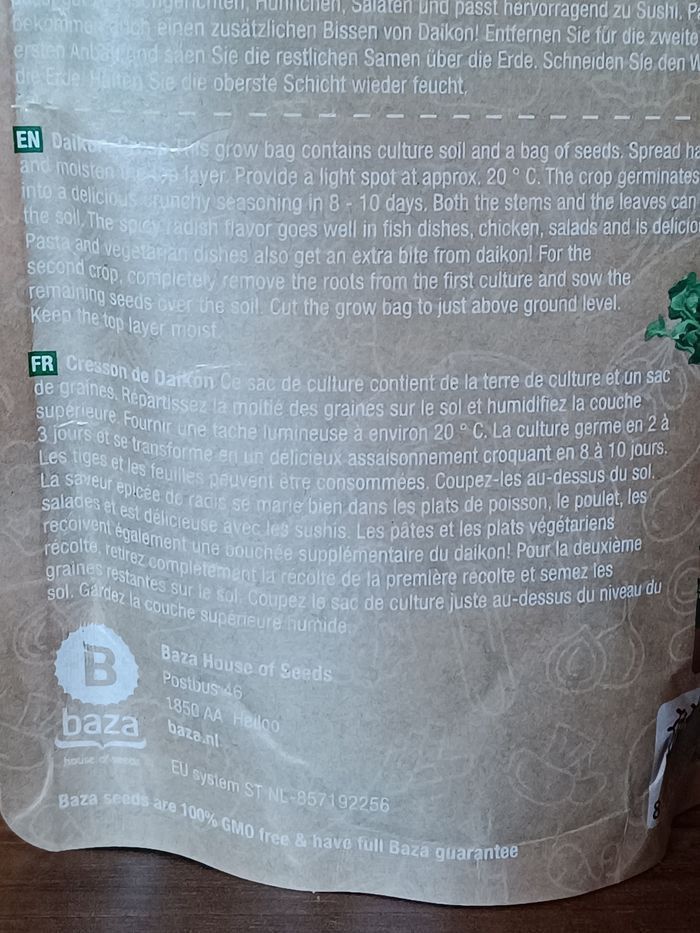 Hühnchen, Salaten und passt hervorragend zu Sushi,
einen zusätzlichen Bissen von Daikon! Entfernen Sie für die zweite
ersten Anbau und säen Sie die restlichen Samen über die Erde. Schneiden Sie den
die Erde. Halten Sie die oberste Schicht wieder feucht.
EN Daikon This grow bag contains culture soil and a bag of seeds. Spread
and moisten the top layer. Provide a light spot at approx. 20 ° C. The crop germinates
into a delicious crunchy seasoning in 8 - 10 days. Both the stems and the leaves can
the soil. The spicy radish flavor goes well in fish dishes, chicken, salads and is
Pasta and vegetarian dishes also get an extra bite from daikon! For the
second crop, completely remove the roots from the first culture and sow the
remaining seeds over the soil. Cut the grow bag to just above ground level.
Keep the top layer moist.
FR Cresson de Daikon Ce sac de culture contient de la terre de culture et un sac
de graines. Répartissez la moitié des graines sur le sol et humidifiez la couche
supérieure. Fournir une tache lumineuse à environ 20 ° C. La culture germe en 2 à
3 jours et se transforme en un délicieux assaisonnement croquant en 8 à 10 jours.
Les tiges et les feuilles peuvent être consommées. Coupez-les au-dessus du sol.
La saveur épicée de radis se marie bien dans les plats de poisson, le poulet, les
salades et est délicieuse avec les sushis. Les pâtes et les plats végétariens
reçoivent également une bouchée supplémentaire du daikon! Pour la deuxième
récolte, retirez complètement la récolte de la première récolte et semez les
graines restantes sur le sol. Coupez le sac de culture juste au-dessus du niveau du
sol. Gardez la couche supérieure humide.
B
baza
house of seeds
Baza House of Seeds
Postbus 46
1850 AA Heiloo
baza.nl
EU system ST NL-857192256
Baza seeds are 100% GMO free & have full Baza guarantee
8